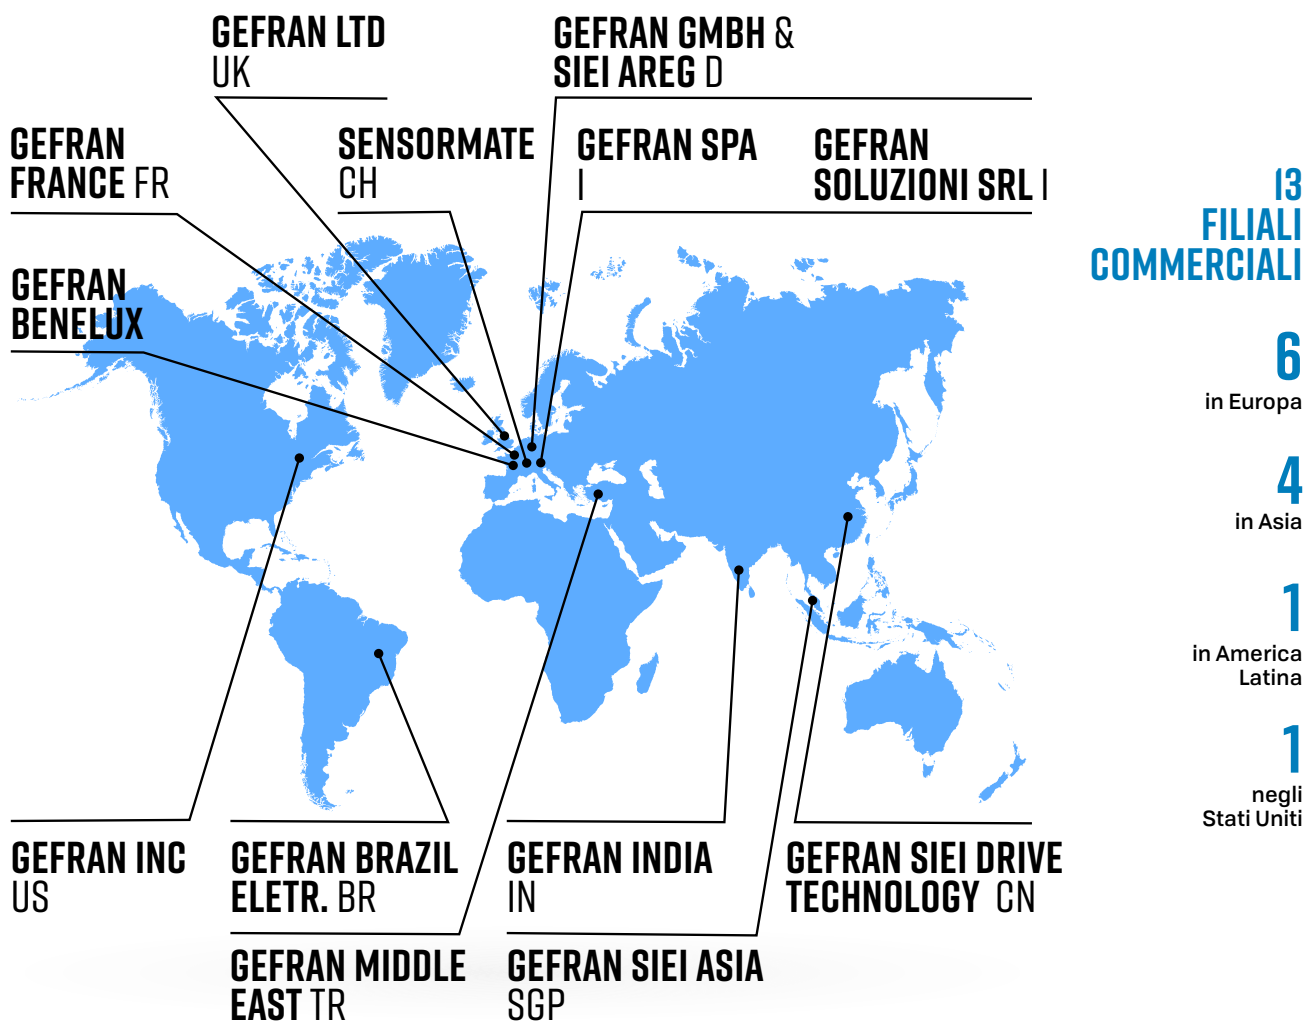 GEFRAN LTD
UK
GEFRAN GMBH &
SIEI AREG D
GEFRAN
FRANCE FR
SENSORMATE
CH
GEFRAN SPA
I
GEFRAN
SOLUZIONI SRL I
GEFRAN
BENELUX
13
FILIALI
COMMERCIALI
6
in Europa
4
in Asia
1
in America
Latina
1
negli
Stati Uniti
GEFRAN INC
US
GEFRAN BRAZIL
ELETR. BR
GEFRAN INDIA
IN
GEFRAN SIEI DRIVE
TECHNOLOGY CN
GEFRAN MIDDLE
EAST TR
GEFRAN SIEI ASIA
SGP